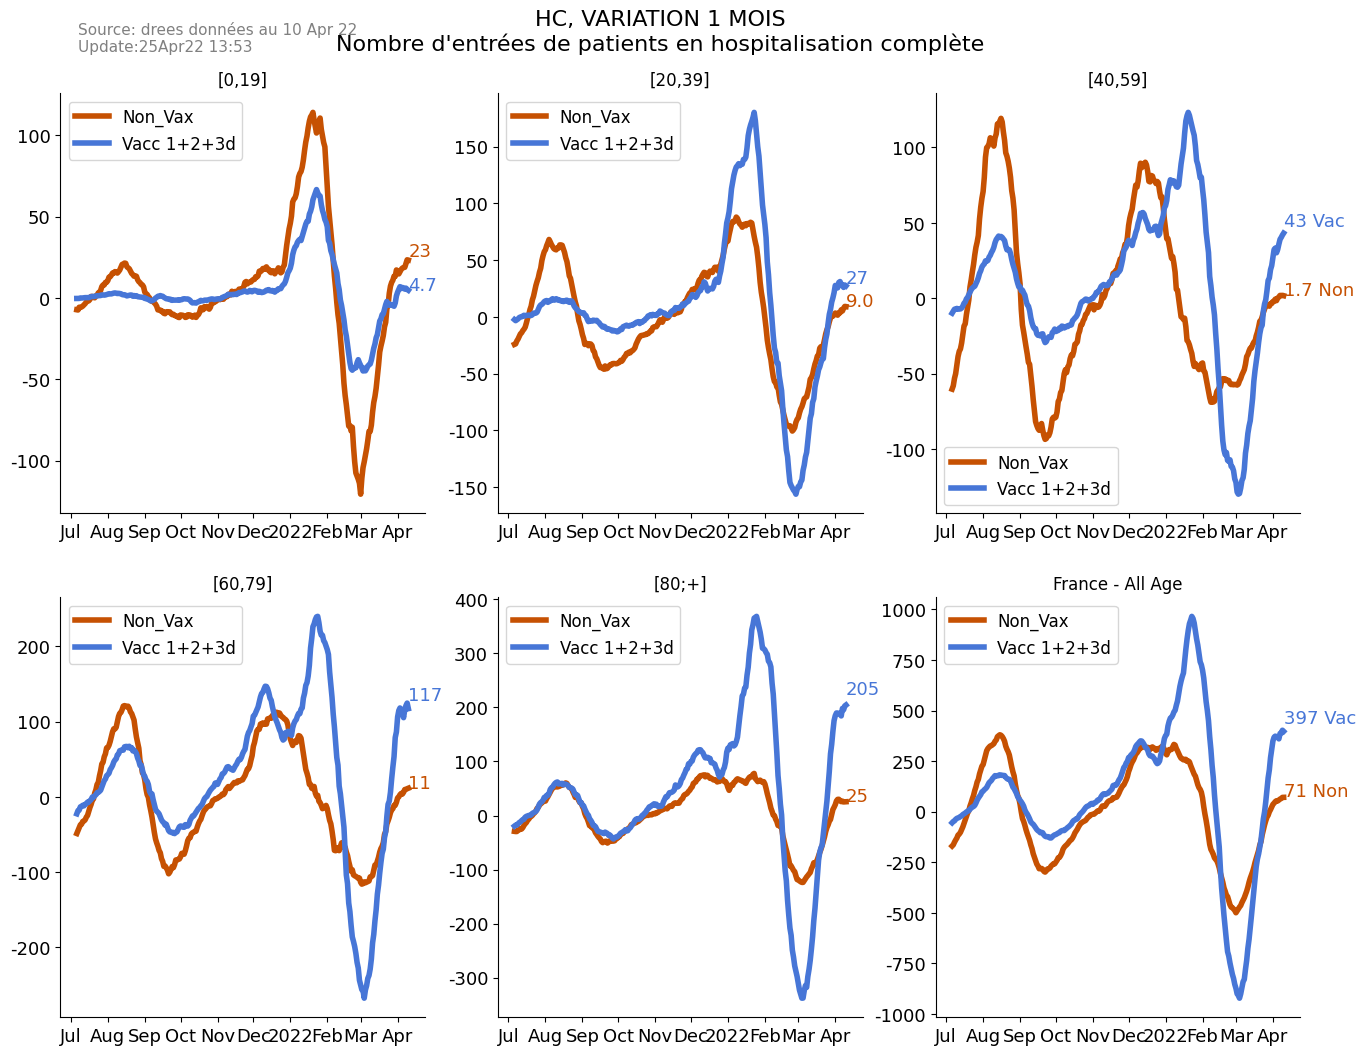 HC, VARIATION 1 MOIS
Source: drees données au 10 Apr 22
Update:25Apr22 13:53
Nombre d'entrées de patients en hospitalisation complète
[0,19]
Non_Vax
Vacc 1+2+3d
100
50
0
-50
-100
23
4.7
Jul Aug Sep Oct Nov Dec 2022 Feb Mar Apr
[20,39]
Non_Vax
Vacc 1+2+3d
150
100
50
0
-50
-100
-150
27
9.0
Jul Aug Sep Oct Nov Dec 2022 Feb Mar Apr
[40,59]
100
50
0
-50
-100
43 Vac
1.7 Non
Non_Vax
Vacc 1+2+3d
Jul Aug Sep Oct Nov Dec 2022 Feb Mar Apr
[60,79]
Non_Vax
Vacc 1+2+3d
200
100
0
-100
-200
117
11
Jul Aug Sep Oct Nov Dec 2022 Feb Mar Apr
[80;+]
Non_Vax
Vacc 1+2+3d
400
300
200
100
0
-100
-200
-300
205
25
Jul Aug Sep Oct Nov Dec 2022 Feb Mar Apr
France - All Age
Non_Vax
Vacc 1+2+3d
1000
750
500
250
0
-250
-500
-750
-1000
397 Vac
71 Non
Jul Aug Sep Oct Nov Dec 2022 Feb Mar Apr